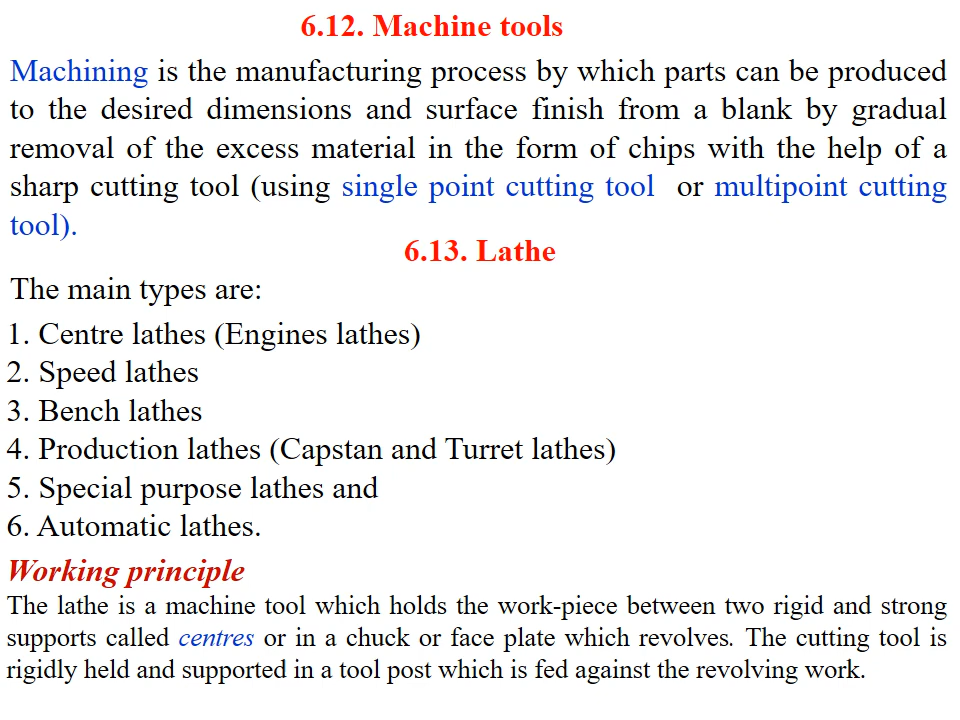 6.12. Machine tools
Machining is the manufacturing process by which parts can be produced
to the desired dimensions and surface finish from a blank by gradual
removal of the excess material in the form of chips with the help of a
sharp cutting tool (using single point cutting tool or multipoint cutting
tool).
6.13. Lathe
The main types are:
1. Centre lathes (Engines lathes)
2. Speed lathes
3. Bench lathes
4. Production lathes (Capstan and Turret lathes)
5. Special purpose lathes and
6. Automatic lathes.
Working principle
The lathe is a machine tool which holds the work-piece between two rigid and strong
supports called centres or in a chuck or face plate which revolves. The cutting tool is
rigidly held and supported in a tool post which is fed against the revolving work.